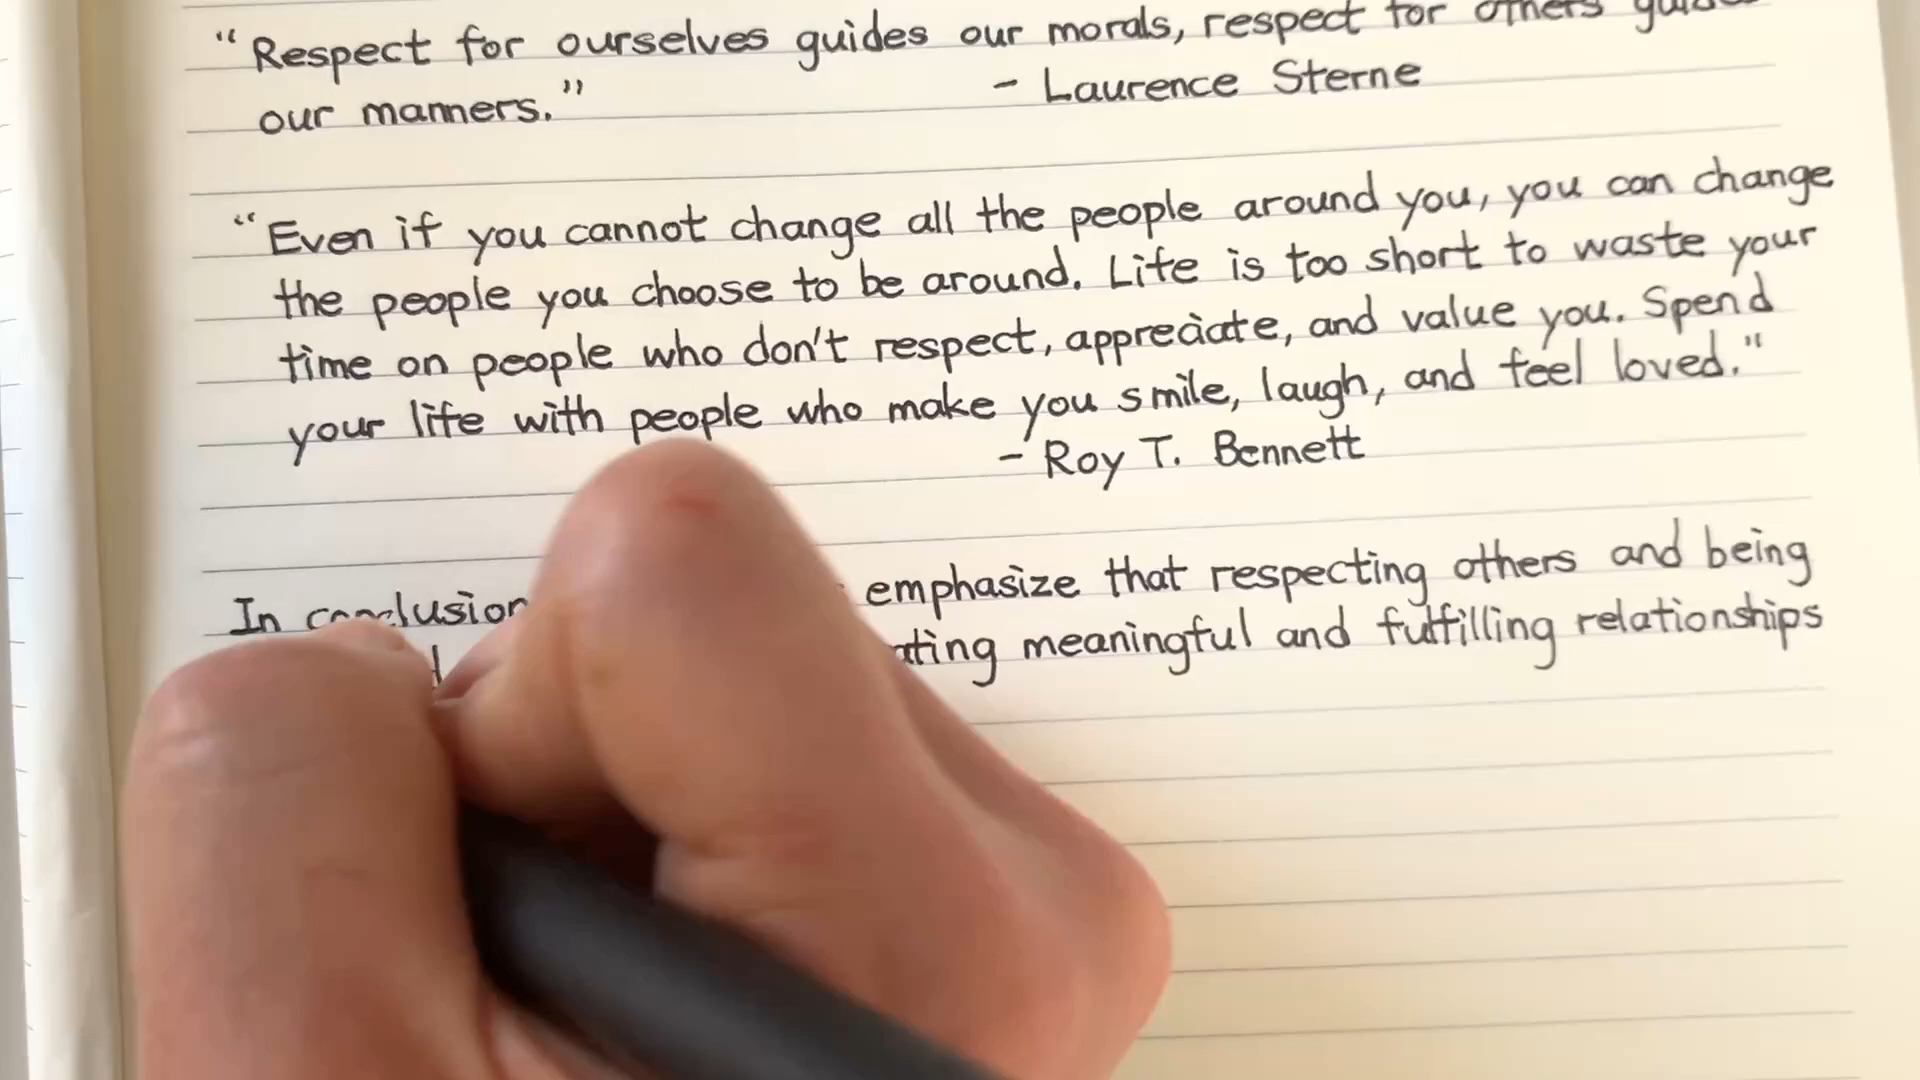 “Respect for ourselves guides our morals, respect for others
our manners.”
- Laurence Sterne
“Even if you cannot change all the people around you, you can change
the people you choose to be around. Life is too short to waste your
time on people who don't respect, appreciate, and value you. Spend
your life with people who make you smile, laugh, and feel loved."
- Roy T. Bennett
In conclusion emphasize that respecting others and being
meaningful and fulfilling relationships